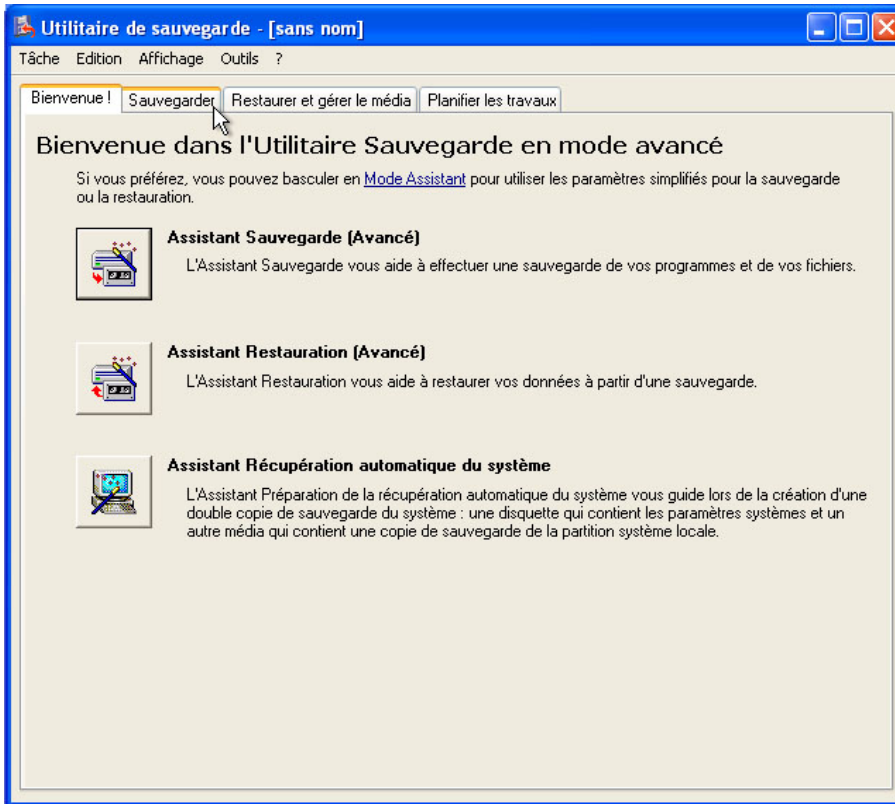 Utilitaire de sauvegarde - [sans nom]
Tâche Edition Affichage Outils ?
Bienvenue ! Sauvegarder Restaurer et gérer le média Planifier les travaux
Bienvenue dans l'Utilitaire Sauvegarde en mode avancé
Si vous préférez, vous pouvez basculer en Mode Assistant pour utiliser les paramètres simplifiés pour la sauvegarde
ou la restauration.
Assistant Sauvegarde (Avancé)
L'Assistant Sauvegarde vous aide à effectuer une sauvegarde de vos programmes et de vos fichiers.
Assistant Restauration (Avancé)
L'Assistant Restauration vous aide à restaurer vos données à partir d'une sauvegarde.
Assistant Récupération automatique du système
L'Assistant Préparation de la récupération automatique du système vous guide lors de la création d'une
double copie de sauvegarde du système : une disquette qui contient les paramètres systèmes et un
autre média qui contient une copie de sauvegarde de la partition système locale.